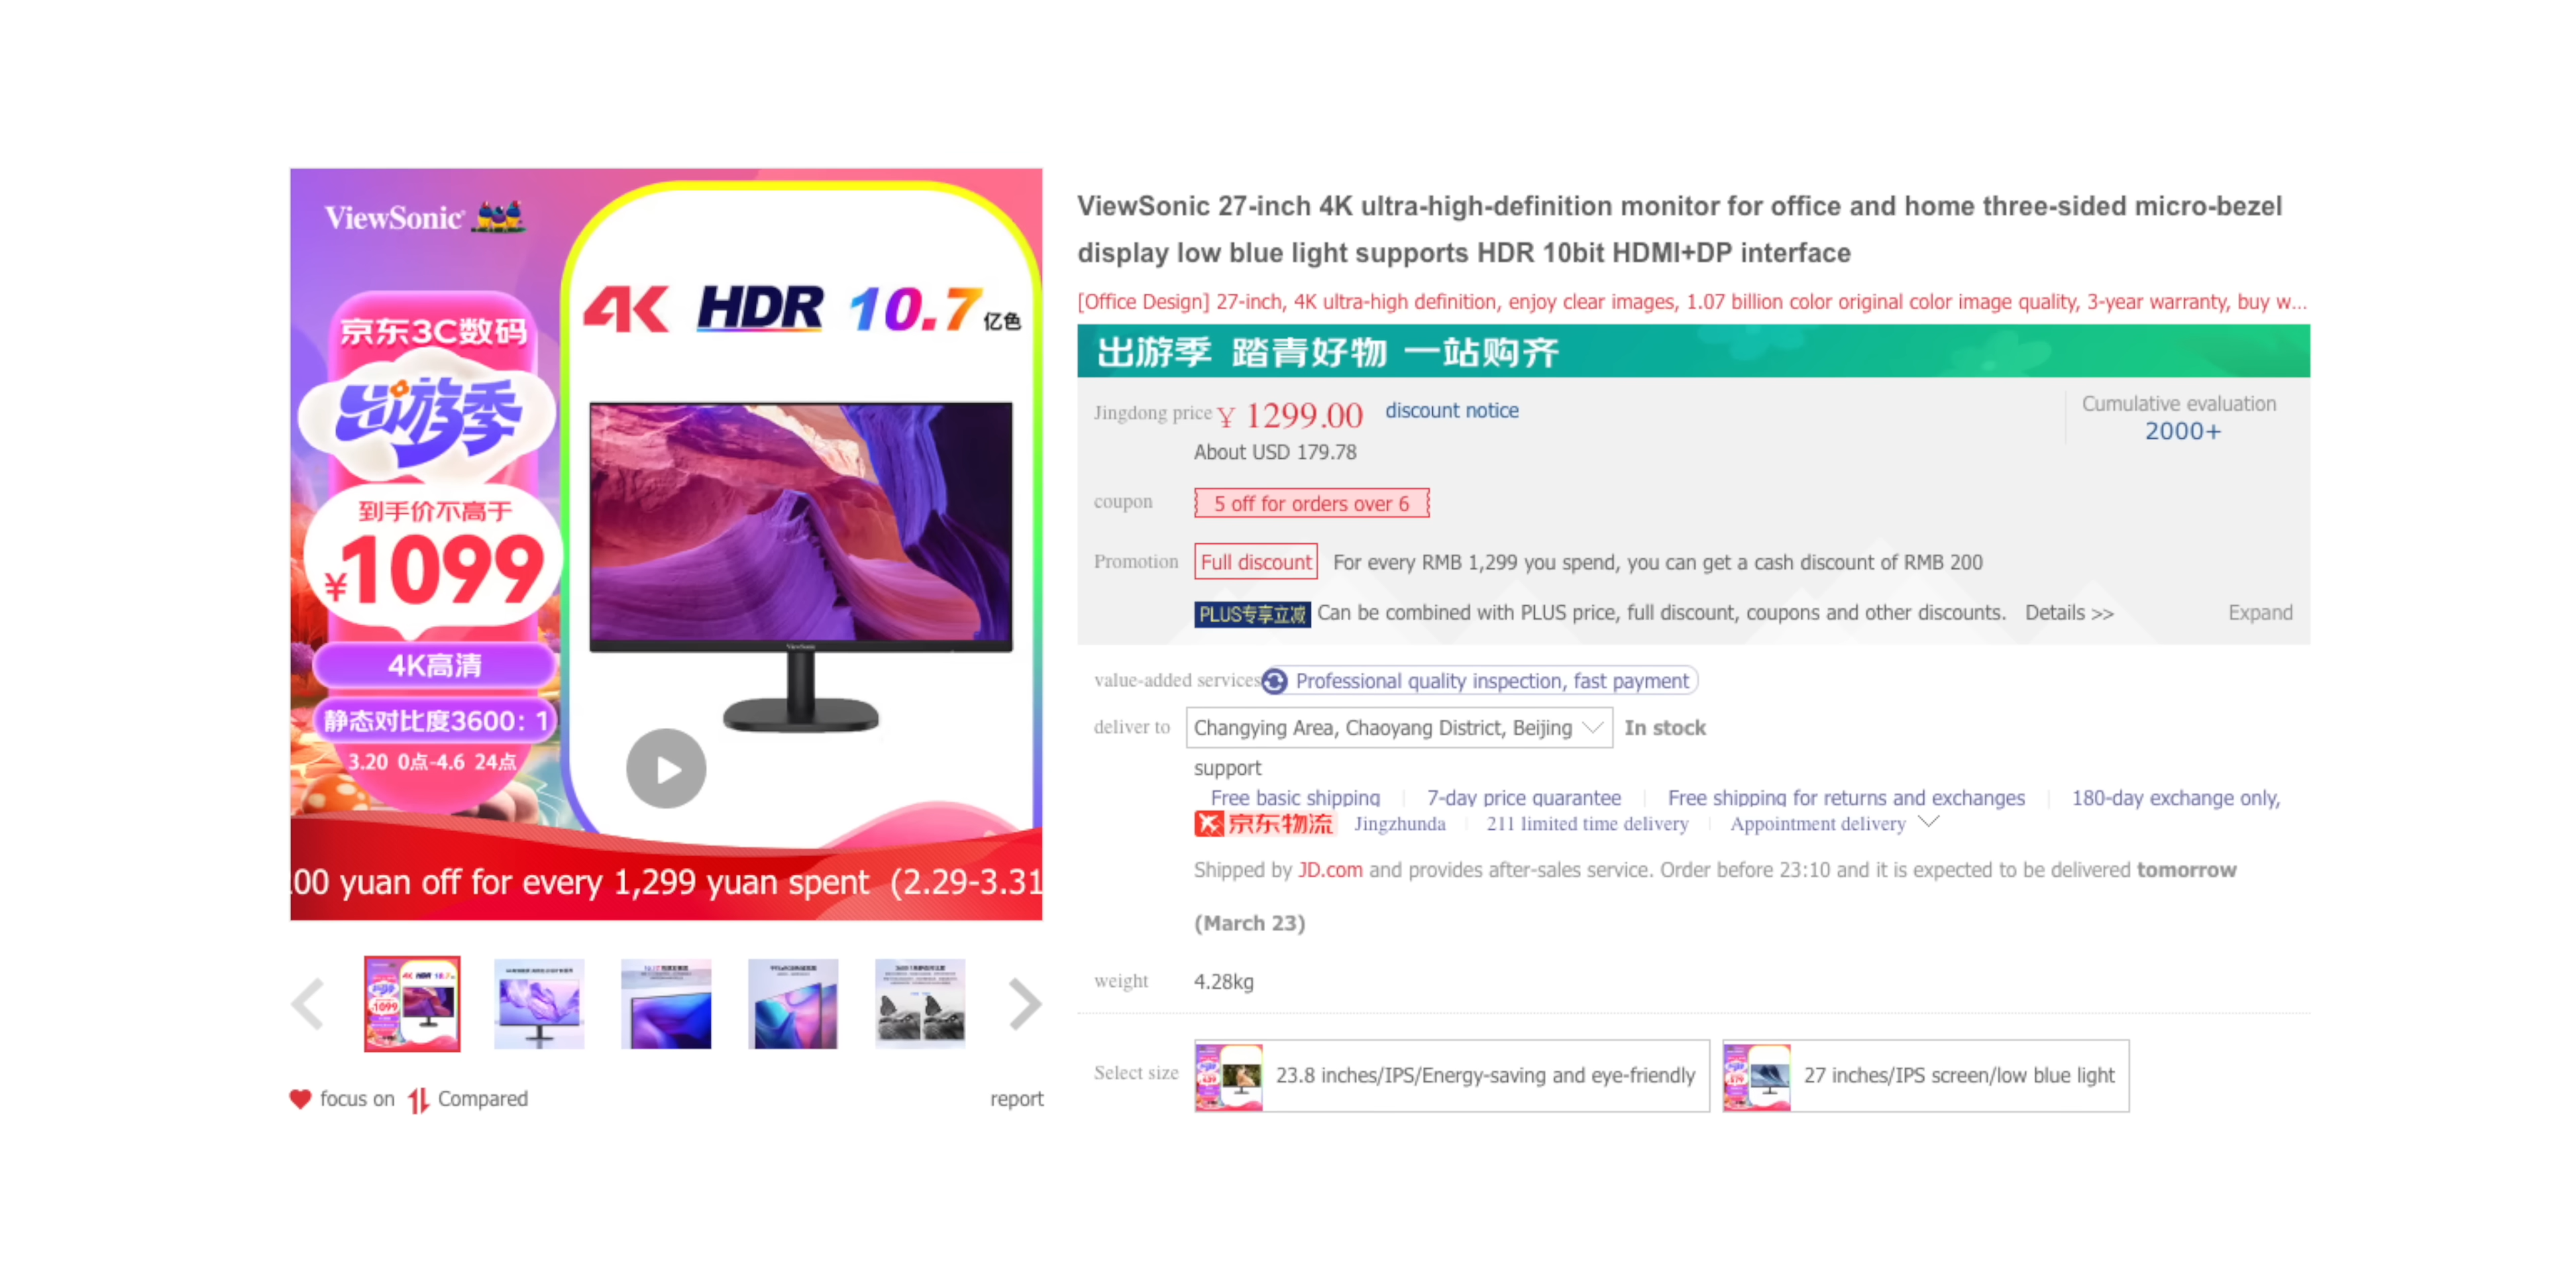 ViewSonic
京东3C数码
出游季
到手价不高于
¥1099
4K高清
静态对比度3600：1
3.20 0点-4.6 24点
4K HDR 10.7亿色
ViewSonic
00 yuan off for every 1,299 yuan spent (2.29-3.31
focus on Compared report
ViewSonic 27-inch 4K ultra-high-definition monitor for office and home three-sided micro-bezel
display low blue light supports HDR 10bit HDMI+DP interface
[Office Design] 27-inch, 4K ultra-high definition, enjoy clear images, 1.07 billion color original color image quality, 3-year warranty, buy w...
出游季 踏青好物 一站购齐
Jingdong price ¥ 1299.00 discount notice
About USD 179.78
Cumulative evaluation
2000+
coupon 5 off for orders over 6
Promotion Full discount For every RMB 1,299 you spend, you can get a cash discount of RMB 200
PLUS专享立减 Can be combined with PLUS price, full discount, coupons and other discounts. Details >> Expand
value-added services Professional quality inspection, fast payment
deliver to Changying Area, Chaoyang District, Beijing In stock
support
Free basic shipping 7-day price guarantee Free shipping for returns and exchanges 180-day exchange only,
京东物流 Jingzhunda 211 limited time delivery Appointment delivery
Shipped by JD.com and provides after-sales service. Order before 23:10 and it is expected to be delivered tomorrow
(March 23)
weight 4.28kg
Select size 23.8 inches/IPS/Energy-saving and eye-friendly 27 inches/IPS screen/low blue light